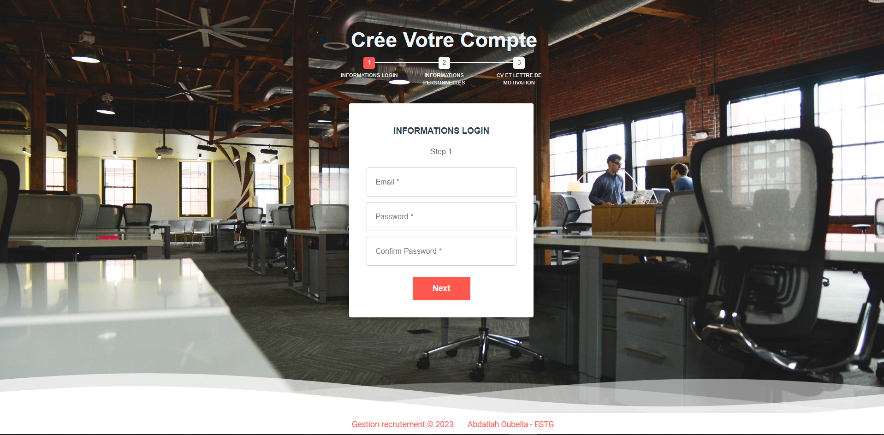 Crée Votre Compte
1 2 3
INFORMATIONS LOGIN
INFORMATIONS PERSONNELLES
CV ET LETTRE DE MOTIVATION
INFORMATIONS LOGIN
Step 1
Email *
Password *
Confirm Password *
Next
Gestion recrutement © 2023 Abdallah Oubella - ESTG